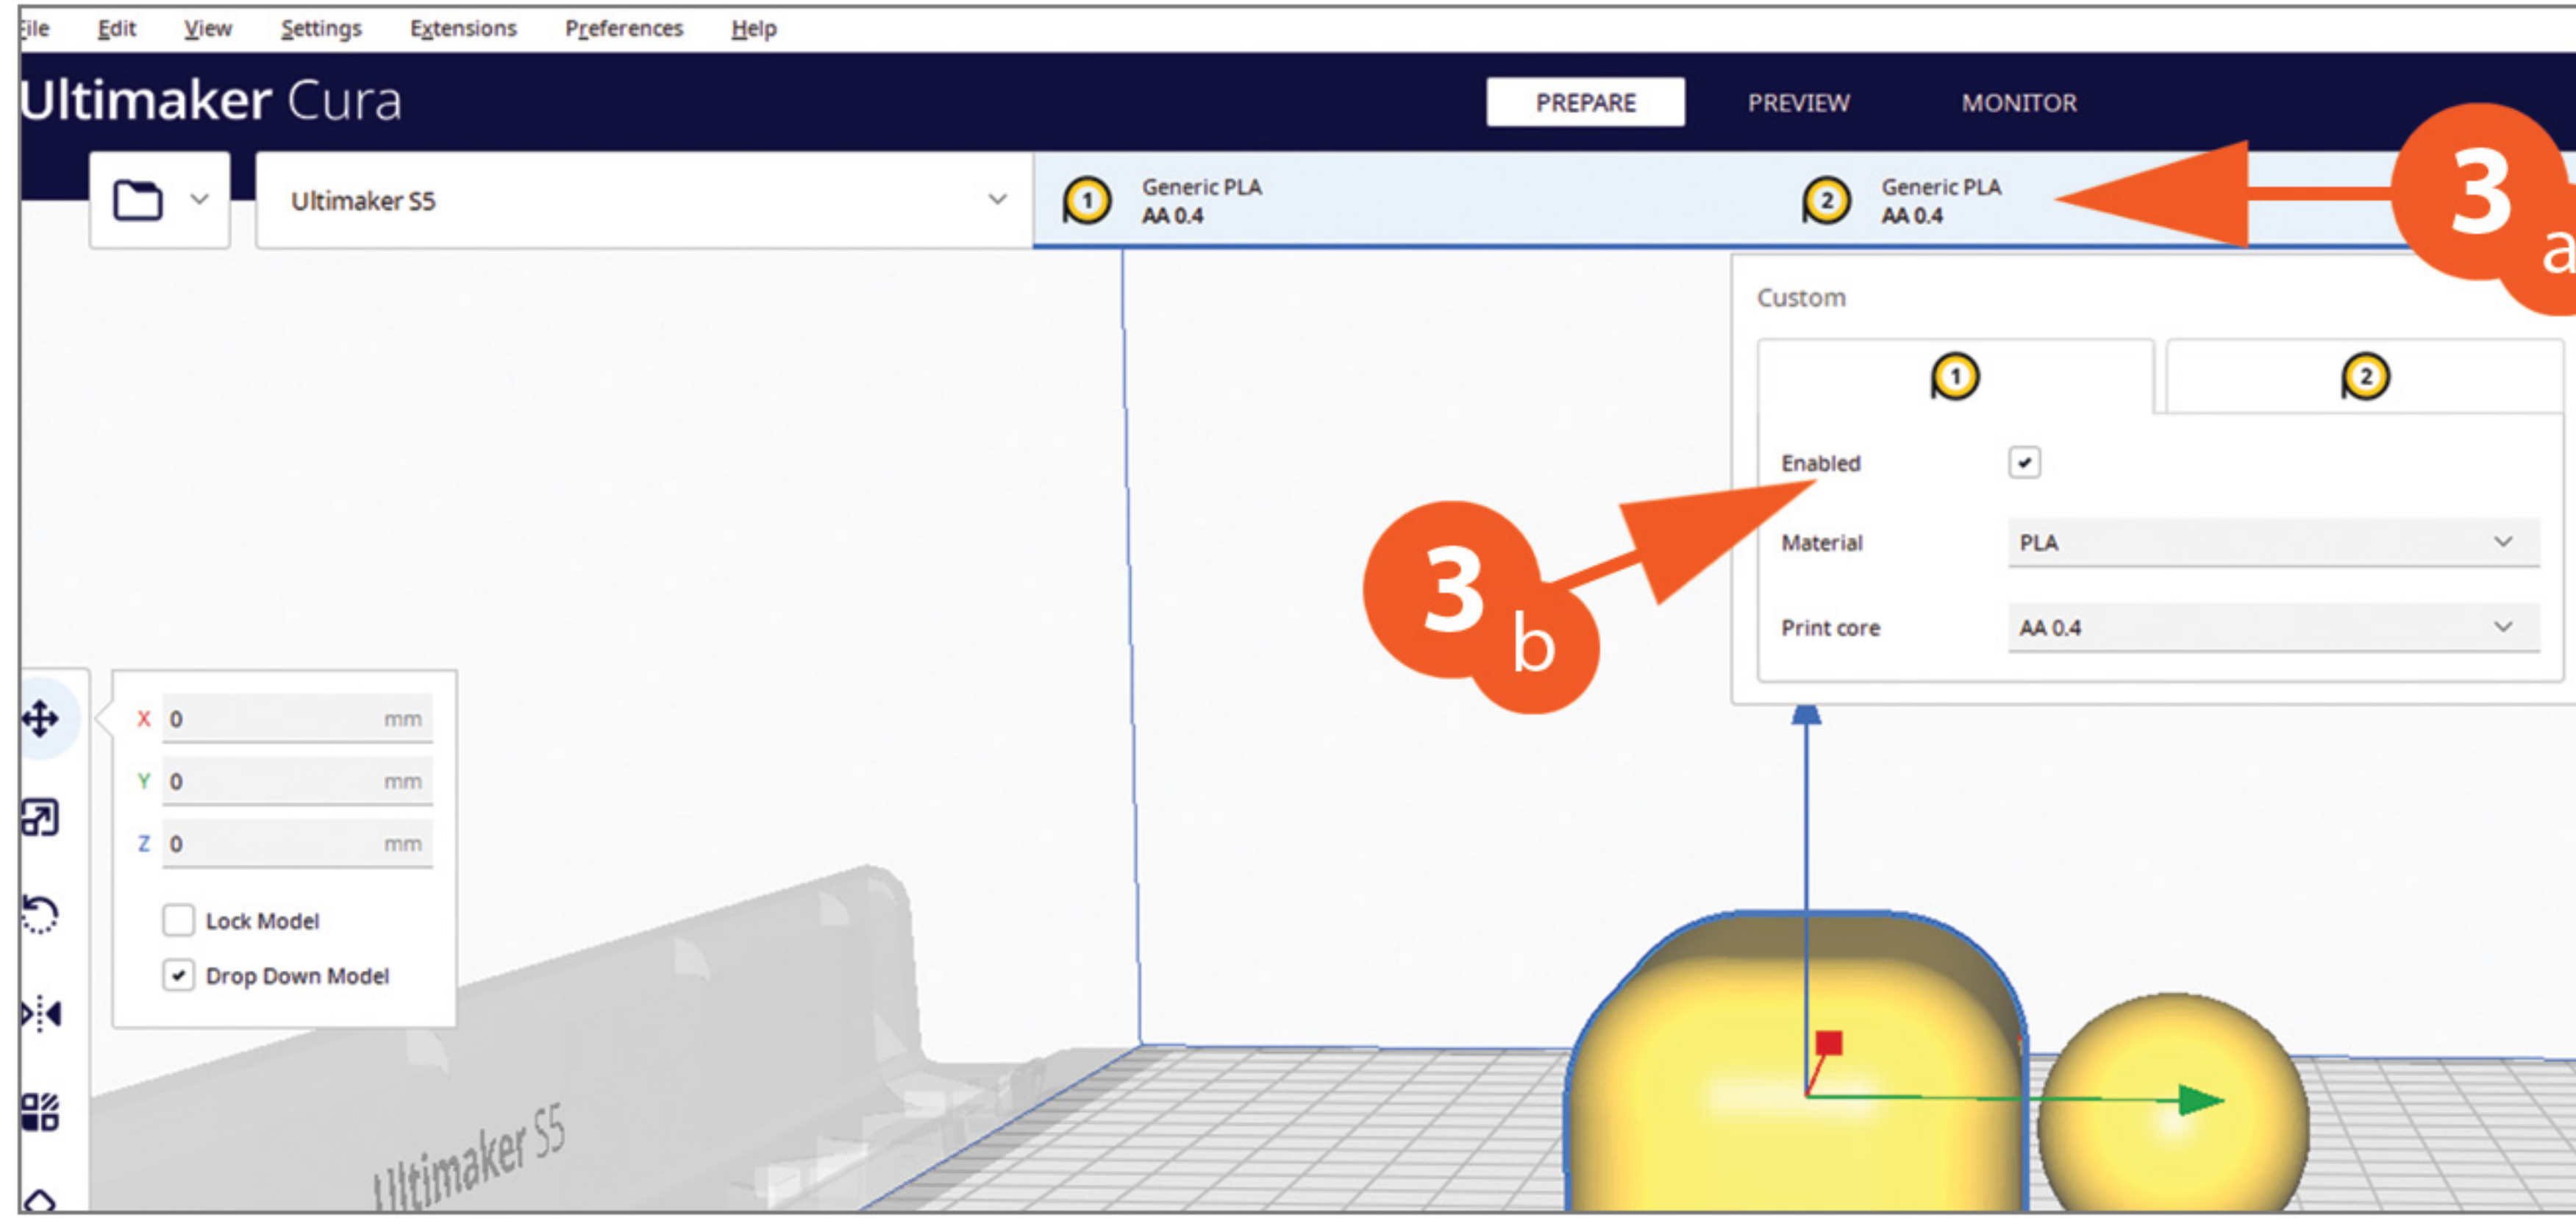 File Edit View Settings Extensions Preferences Help
Ultimaker Cura
PREPARE PREVIEW MONITOR
Ultimaker S5
1 Generic PLA
AA 0.4
2 Generic PLA
AA 0.4
3
a
Custom
1 2
Enabled
Material PLA
Print core AA 0.4
3
b
X 0 mm
Y 0 mm
Z 0 mm
Lock Model
Drop Down Model
Ultimaker S5